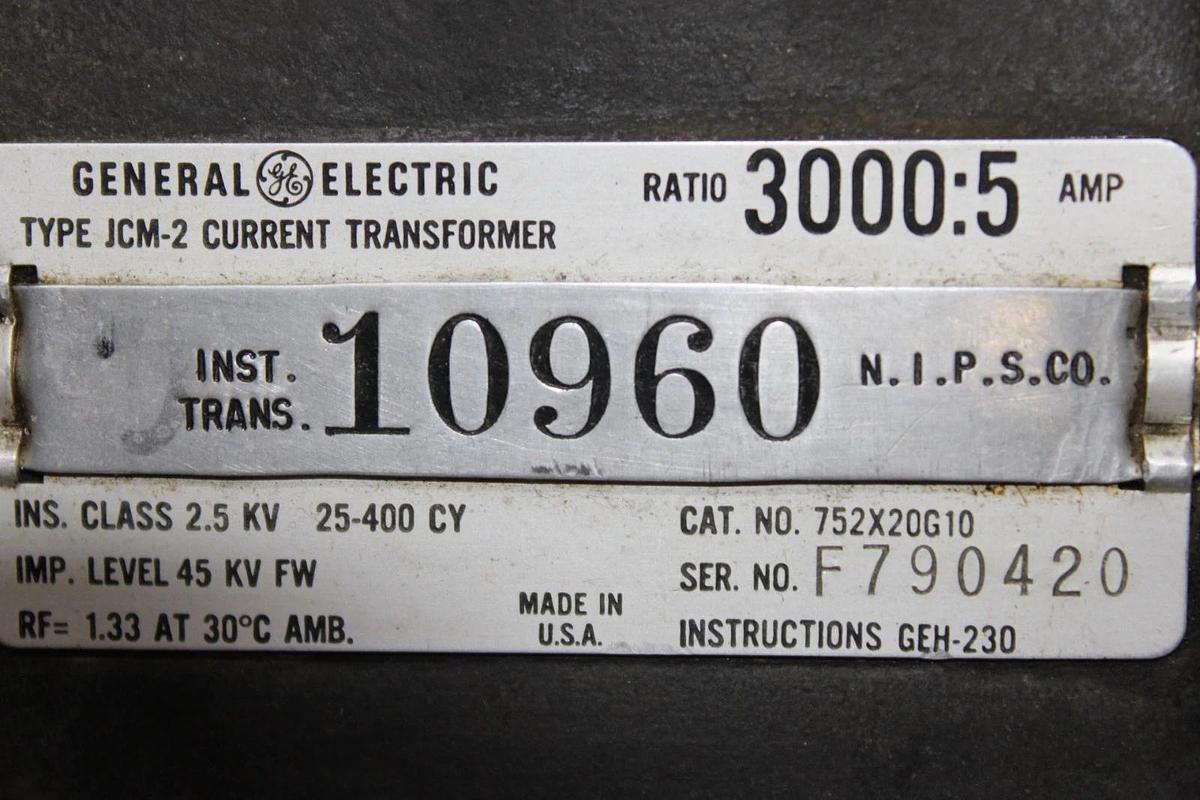 GENERAL GE ELECTRIC
TYPE JCM-2 CURRENT TRANSFORMER
RATIO 3000:5 AMP
INST. TRANS. 10960 N.I.P.S.CO.
INS. CLASS 2.5 KV 25-400 CY
IMP. LEVEL 45 KV FW
RF= 1.33 AT 30°C AMB.
MADE IN
U.S.A.
CAT. NO. 752X20G10
SER. NO. F790420
INSTRUCTIONS GEH-230